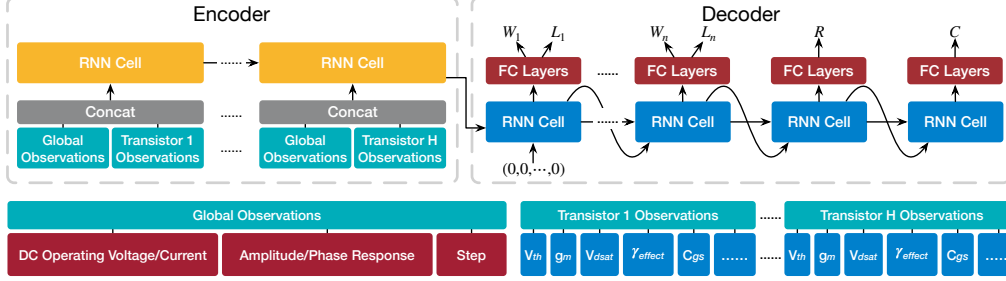 Encoder
RNN Cell
......
RNN Cell
Concat
......
Concat
Global Observations
Transistor 1 Observations
......
Global Observations
Transistor H Observations
Decoder
W1 L1
Wn Ln
R
C
FC Layers
......
FC Layers
FC Layers
FC Layers
RNN Cell
......
RNN Cell
RNN Cell
RNN Cell
(0,0,⋯,0)
Global Observations
DC Operating Voltage/Current
Amplitude/Phase Response
Step
Transistor 1 Observations
Vth gm Vdsat γeffect Cgs ......
......
......
Transistor H Observations
Vth gm Vdsat γeffect Cgs ......